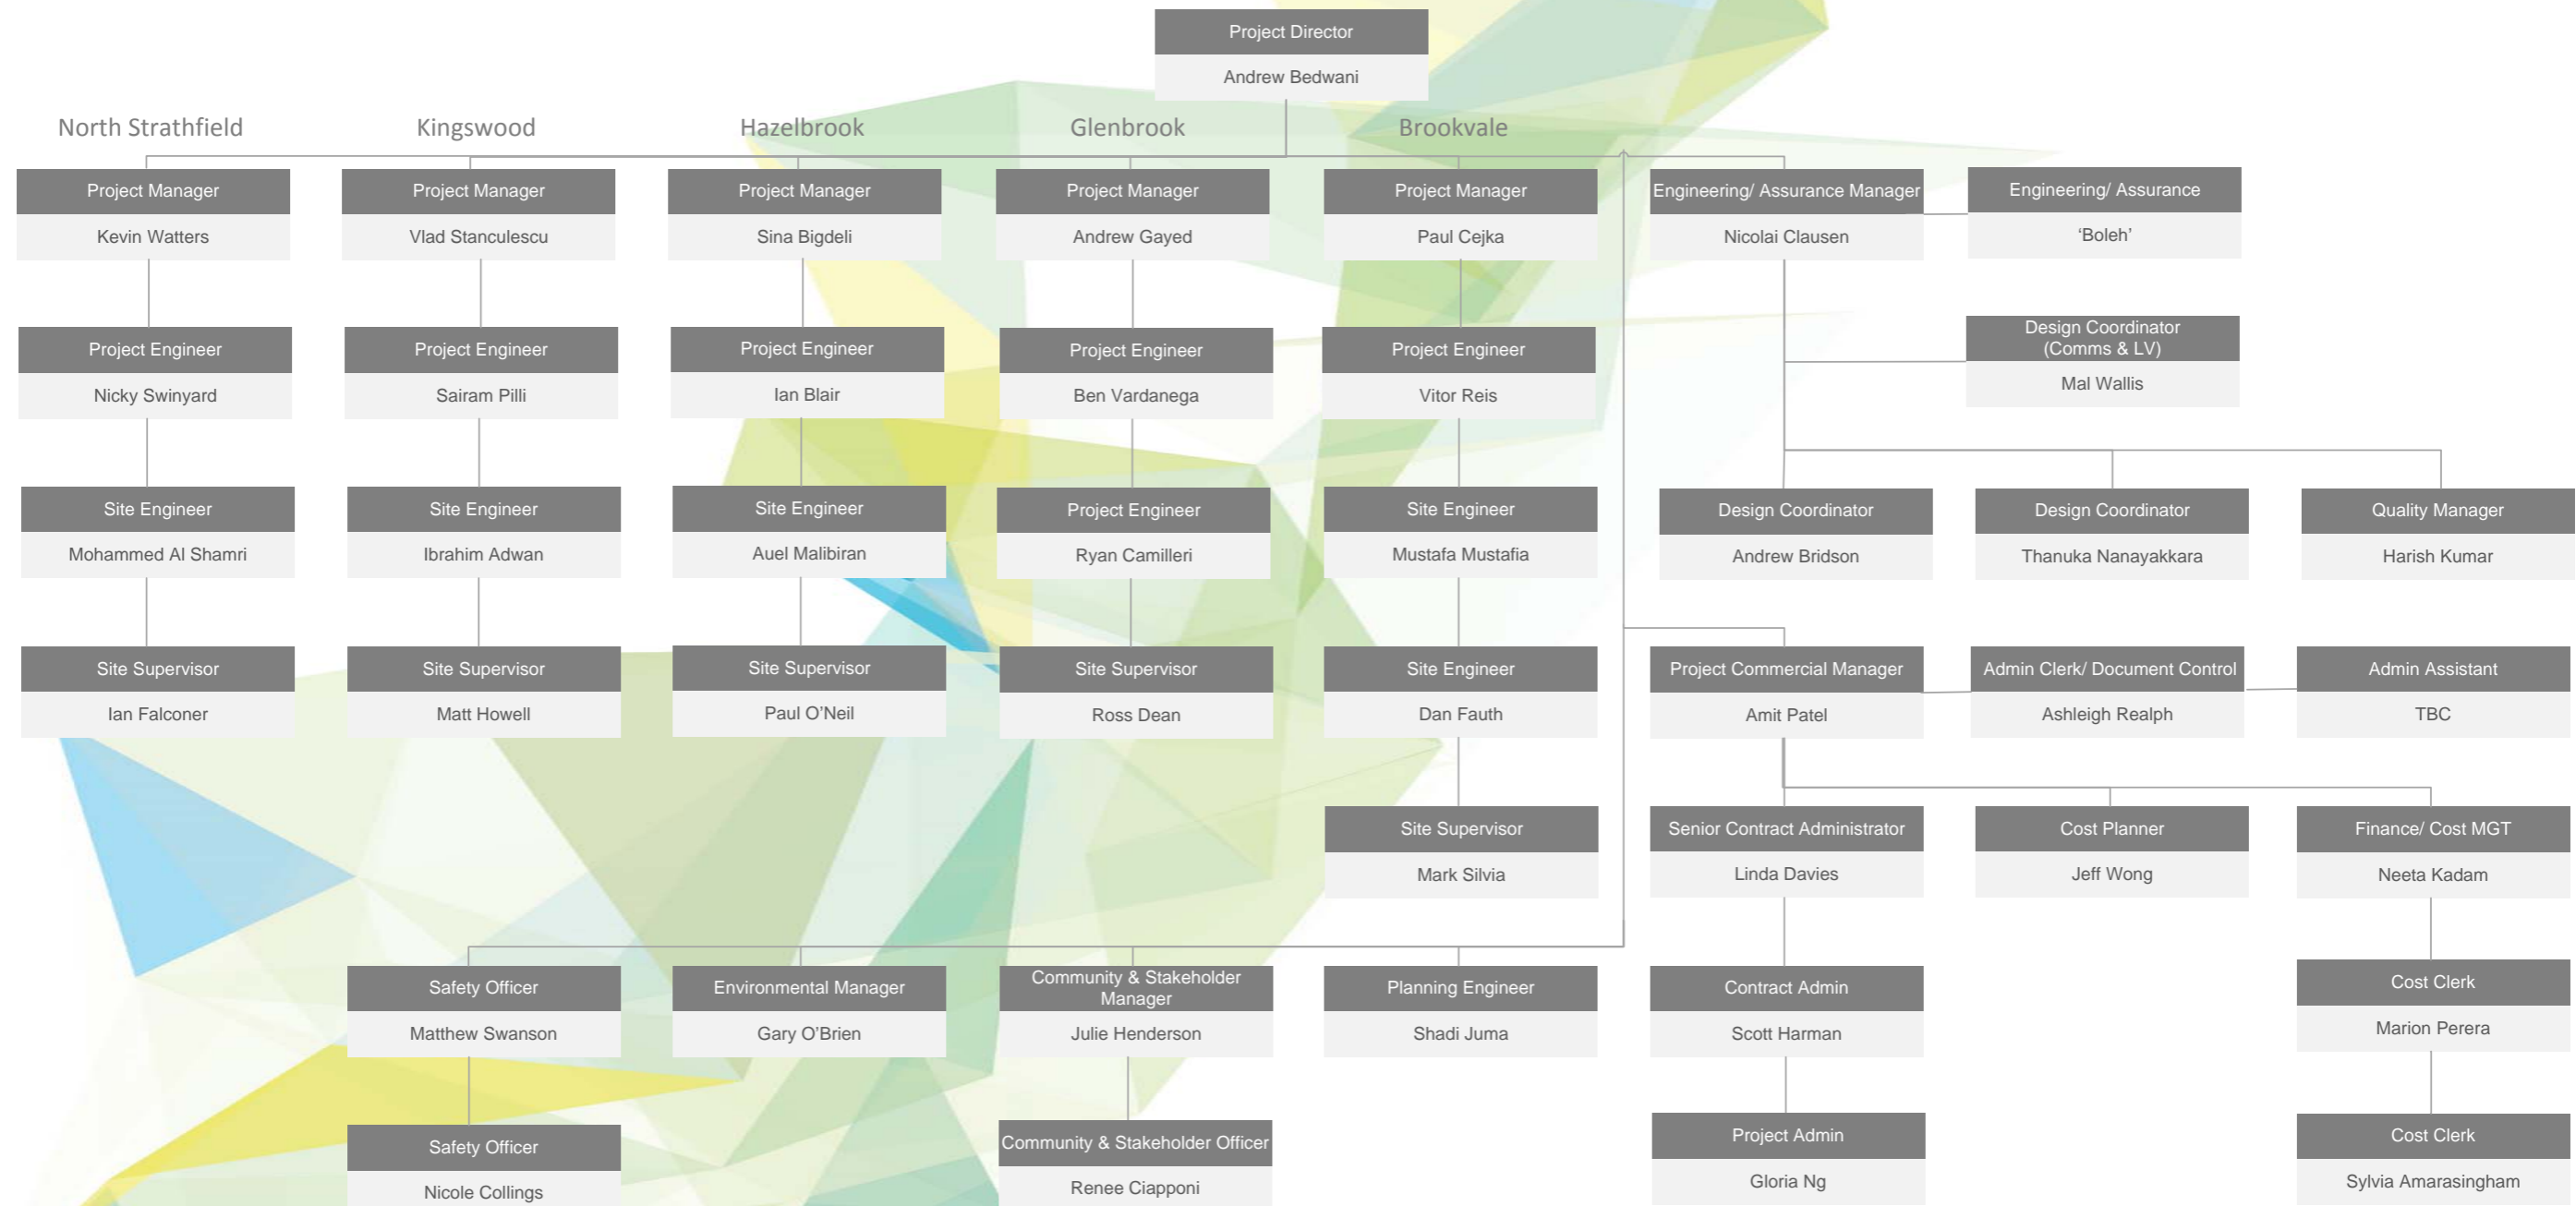 Project Director
Andrew Bedwani
North Strathfield
Kingswood
Hazelbrook
Glenbrook
Brookvale
Project Manager
Kevin Watters
Project Manager
Vlad Stanculescu
Project Manager
Sina Bigdeli
Project Manager
Andrew Gayed
Project Manager
Paul Cejka
Engineering/ Assurance Manager
Nicolai Clausen
Engineering/ Assurance
‘Boleh’
Design Coordinator
(Comms & LV)
Mal Wallis
Project Engineer
Nicky Swinyard
Project Engineer
Sairam Pilli
Project Engineer
Ian Blair
Project Engineer
Ben Vardanega
Project Engineer
Vitor Reis
Site Engineer
Mohammed Al Shamri
Site Engineer
Ibrahim Adwan
Site Engineer
Auel Malibiran
Project Engineer
Ryan Camilleri
Site Engineer
Mustafa Mustafia
Design Coordinator
Andrew Bridson
Design Coordinator
Thanuka Nanayakkara
Quality Manager
Harish Kumar
Site Supervisor
Ian Falconer
Site Supervisor
Matt Howell
Site Supervisor
Paul O’Neil
Site Supervisor
Ross Dean
Site Engineer
Dan Fauth
Project Commercial Manager
Amit Patel
Admin Clerk/ Document Control
Ashleigh Realph
Admin Assistant
TBC
Site Supervisor
Mark Silvia
Senior Contract Administrator
Linda Davies
Cost Planner
Jeff Wong
Finance/ Cost MGT
Neeta Kadam
Safety Officer
Matthew Swanson
Environmental Manager
Gary O’Brien
Community & Stakeholder
Manager
Julie Henderson
Planning Engineer
Shadi Juma
Contract Admin
Scott Harman
Cost Clerk
Marion Perera
Safety Officer
Nicole Collings
Community & Stakeholder Officer
Renee Ciapponi
Project Admin
Gloria Ng
Cost Clerk
Sylvia Amarasingham